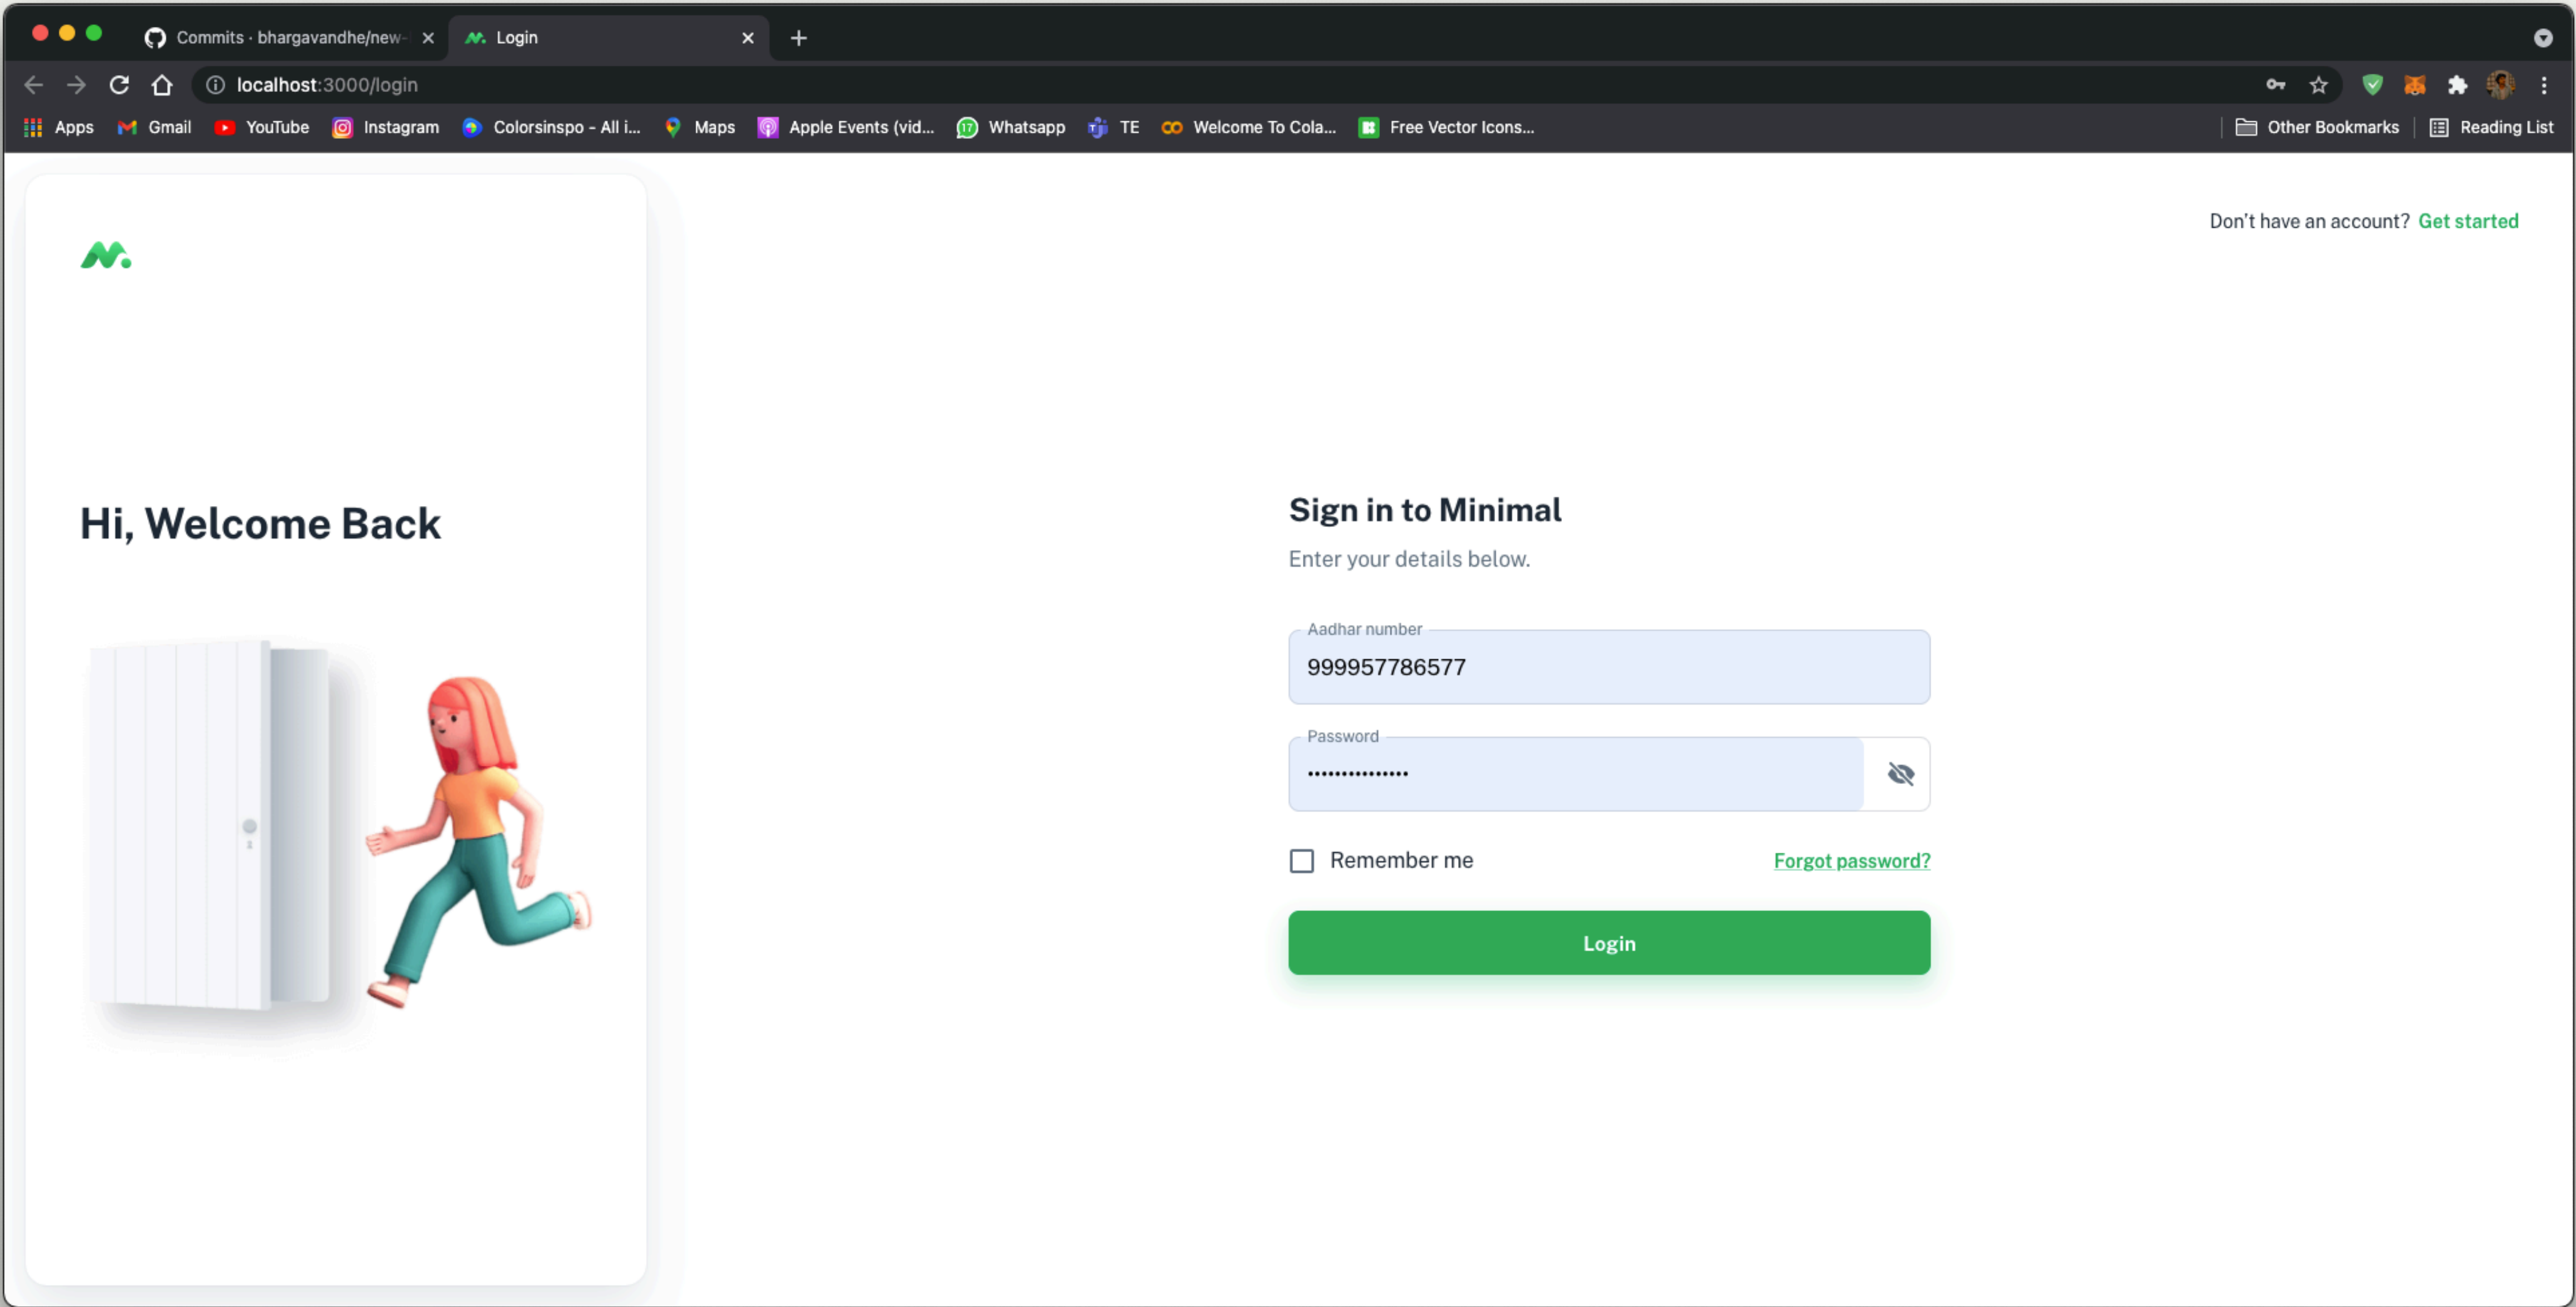 Commits · bhargavandhe/new-
Login
localhost:3000/login
Apps
Gmail
YouTube
Instagram
Colorsinspo - All i...
Maps
Apple Events (vid...
17
Whatsapp
TE
Welcome To Cola...
Free Vector Icons...
Other Bookmarks
Reading List
Don't have an account? Get started
Hi, Welcome Back
Sign in to Minimal
Enter your details below.
Aadhar number
999957786577
Password
•••••••••••••••
Remember me
Forgot password?
Login